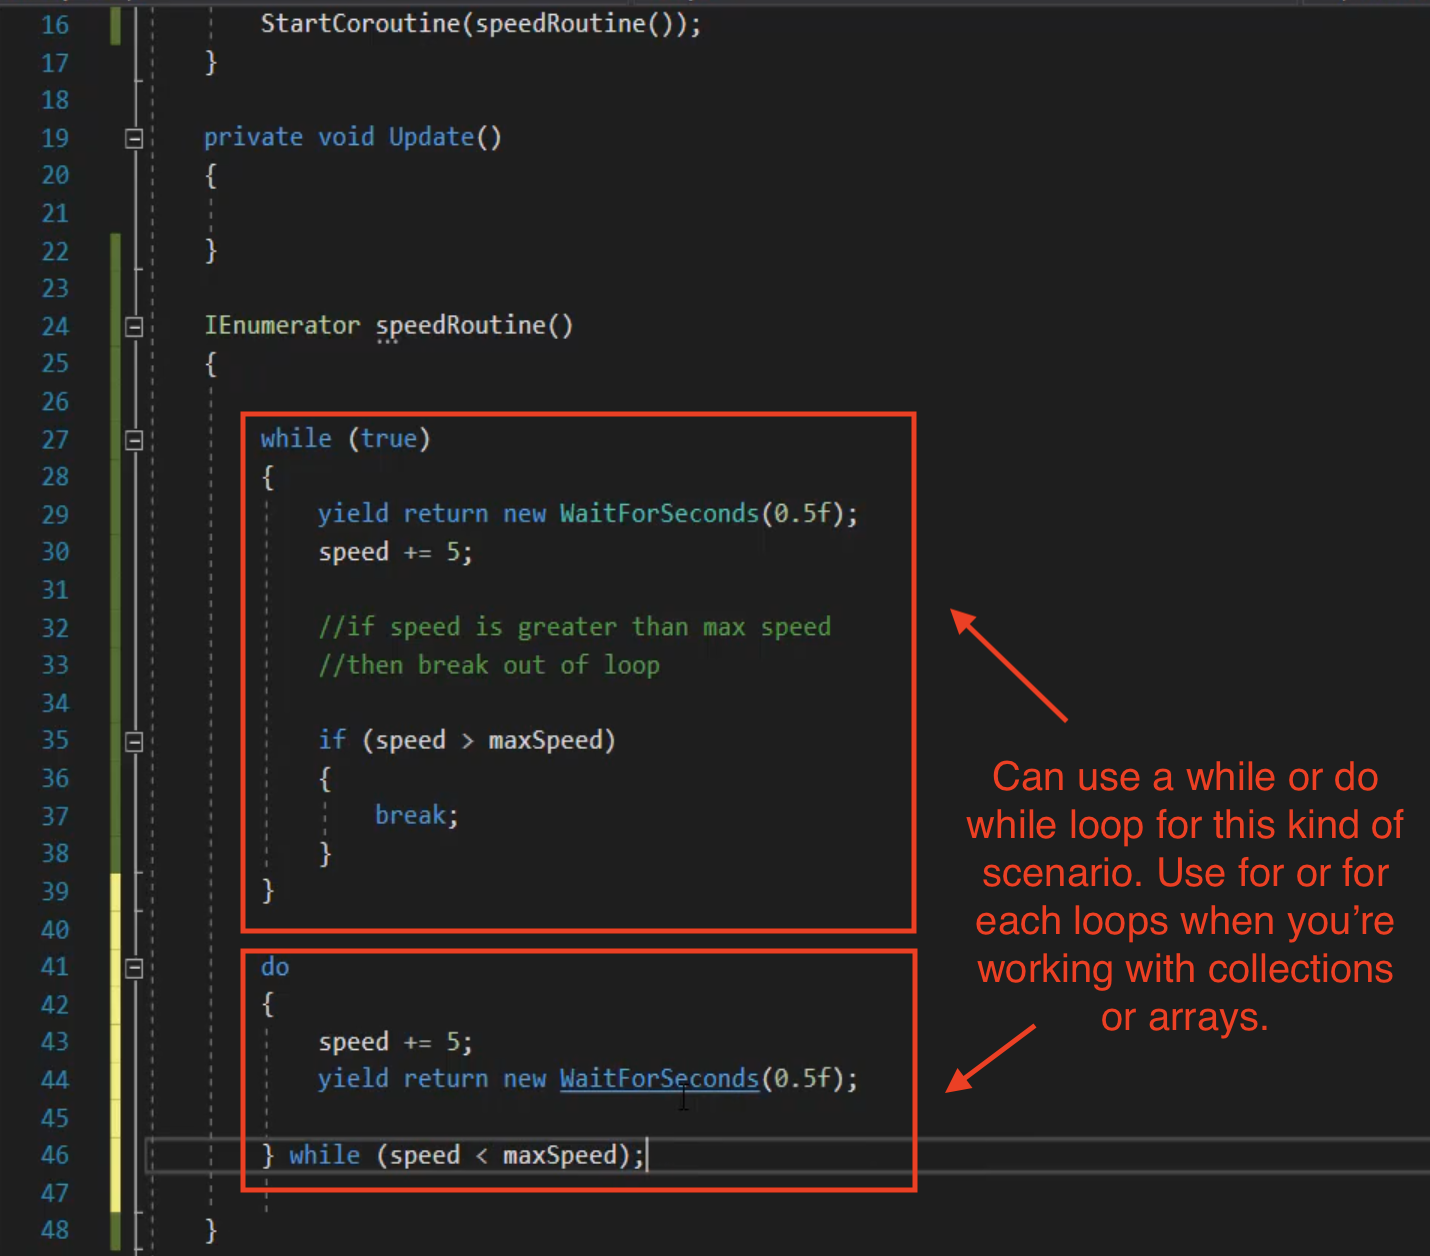 16 StartCoroutine(speedRoutine());
17 }
18
19 private void Update()
20 {
21
22 }
23
24 IEnumerator speedRoutine()
25 {
26
27 while (true)
28 {
29 yield return new WaitForSeconds(0.5f);
30 speed += 5;
31
32 //if speed is greater than max speed
33 //then break out of loop
34
35 if (speed > maxSpeed)
36 {
37 break;
38 }
39 }
40
41 do
42 {
43 speed += 5;
44 yield return new WaitForSeconds(0.5f);
45
46 } while (speed < maxSpeed);
47
48 }
Can use a while or do
while loop for this kind of
scenario. Use for or for
each loops when you’re
working with collections
or arrays.